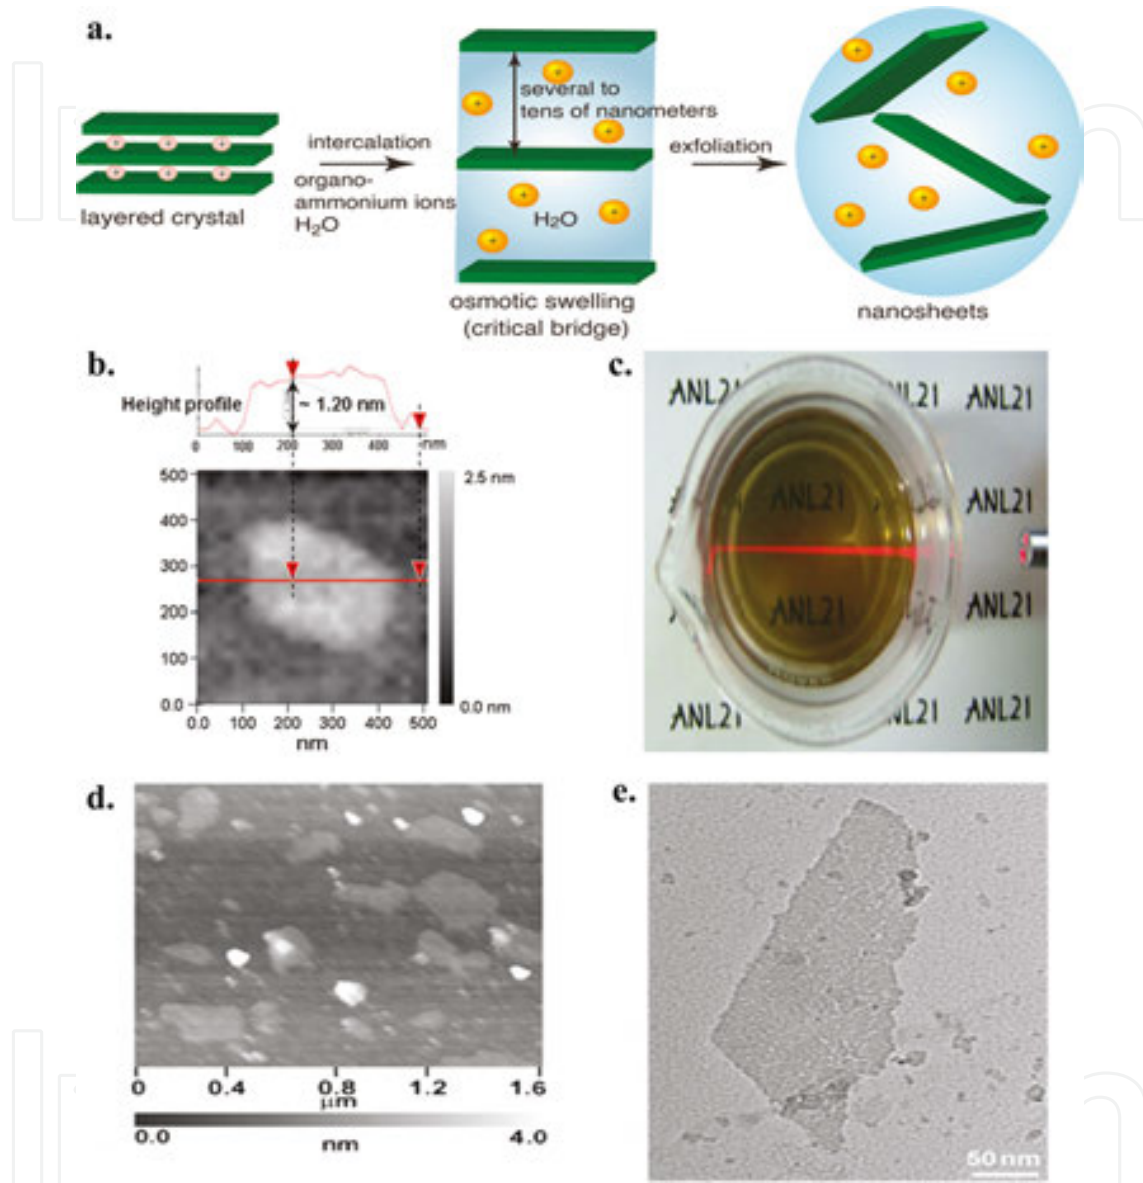 a.
layered crystal
intercalation
organo-
ammonium ions
H₂O
several to
tens of nanometers
H₂O
osmotic swelling
(critical bridge)
exfoliation
nanosheets
b.
Height profile
~ 1.20 nm
0 100 200 300 400 nm
500
400
300
200
100
0.0
0.0 100 200 300 400 500
nm
2.5 nm
0.0 nm
c.
ANL21 ANL21
ANL21 ANL21
ANL21 ANL21
ANL21 NL21 ANL21
d.
0 0.4 0.8 1.2 1.6
μm
0.0 4.0
nm
e.
50 nm